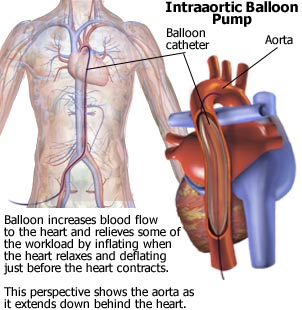 Intraaortic Balloon
Pump
Balloon
catheter
Aorta
Balloon increases blood flow
to the heart and relieves some of
the workload by inflating when
the heart relaxes and deflating
just before the heart contracts.
This perspective shows the aorta as
it extends down behind the heart.